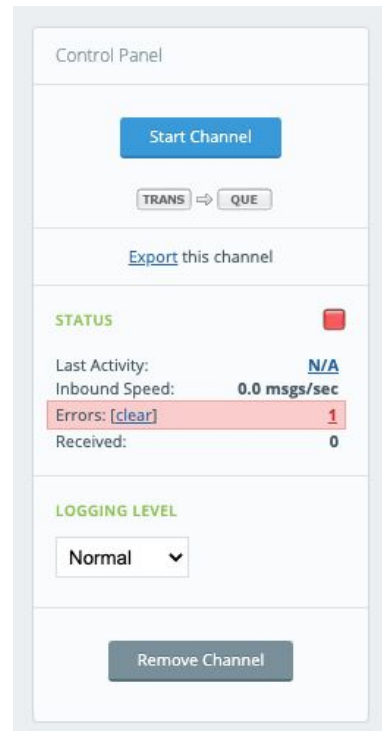 Control Panel
Start Channel
TRANS ⇨ QUE
Export this channel
STATUS
Last Activity: N/A
Inbound Speed: 0.0 msgs/sec
Errors: [clear] 1
Received: 0
LOGGING LEVEL
Normal
Remove Channel